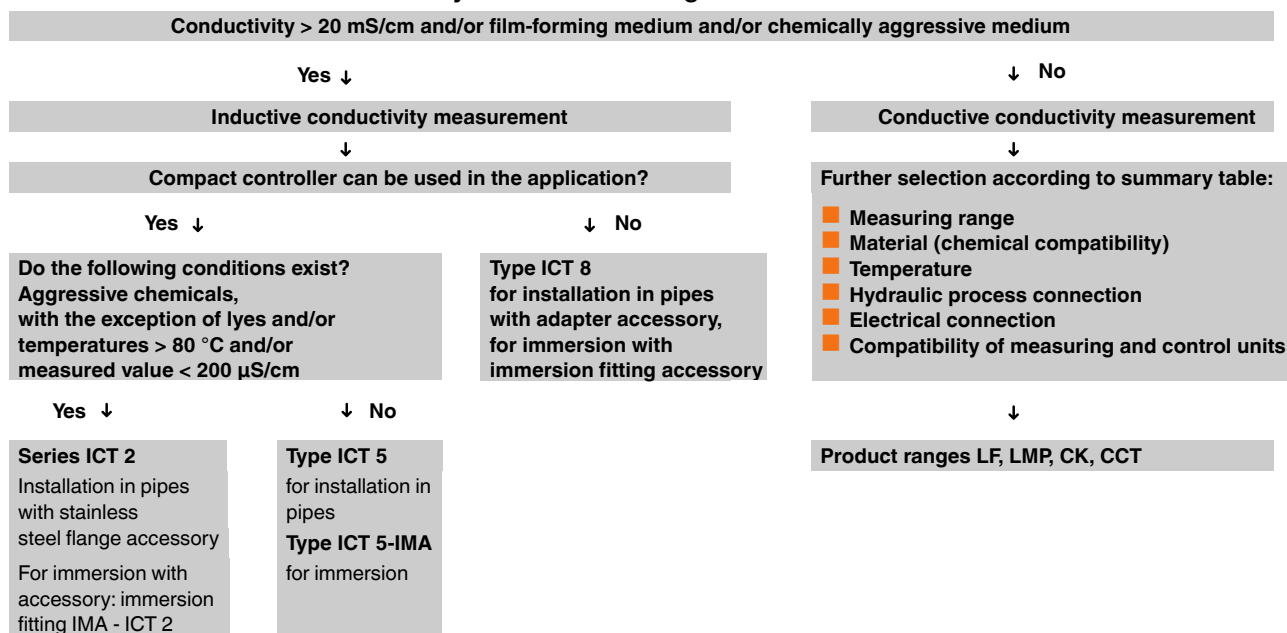 Conductivity > 20 mS/cm and/or film-forming medium and/or chemically aggressive medium
Yes ↓
↓ No
Inductive conductivity measurement
Conductive conductivity measurement
↓
↓
Compact controller can be used in the application?
Further selection according to summary table:
Yes ↓
↓ No
■ Measuring range
■ Material (chemical compatibility)
■ Temperature
■ Hydraulic process connection
■ Electrical connection
■ Compatibility of measuring and control units
Do the following conditions exist?
Aggressive chemicals,
with the exception of lyes and/or
temperatures > 80 °C and/or
measured value < 200 µS/cm
Type ICT 8
for installation in pipes
with adapter accessory,
for immersion with
immersion fitting accessory
Yes ↓
↓ No
↓
Series ICT 2
Installation in pipes
with stainless
steel flange accessory
For immersion with
accessory: immersion
fitting IMA - ICT 2
Type ICT 5
for installation in
pipes
Type ICT 5-IMA
for immersion
Product ranges LF, LMP, CK, CCT